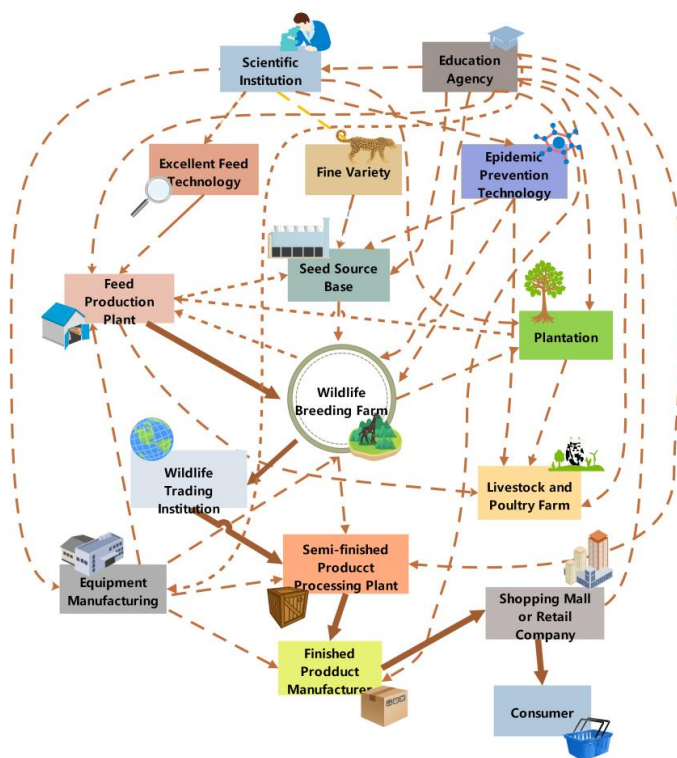 Scientific
Institution
Education
Agency
Excellent Feed
Technology
Fine Variety
Epidemic
Prevention
Technology
Seed Source
Base
Feed
Production
Plant
Plantation
Wildlife
Breeding Farm
Wildlife
Trading
Institution
Livestock and
Poultry Farm
Semi-finished
Producct
Processing Plant
Equipment
Manufacturing
Shopping Mall
or Retail
Company
Finished
Prodduct
Manufacturer
Consumer